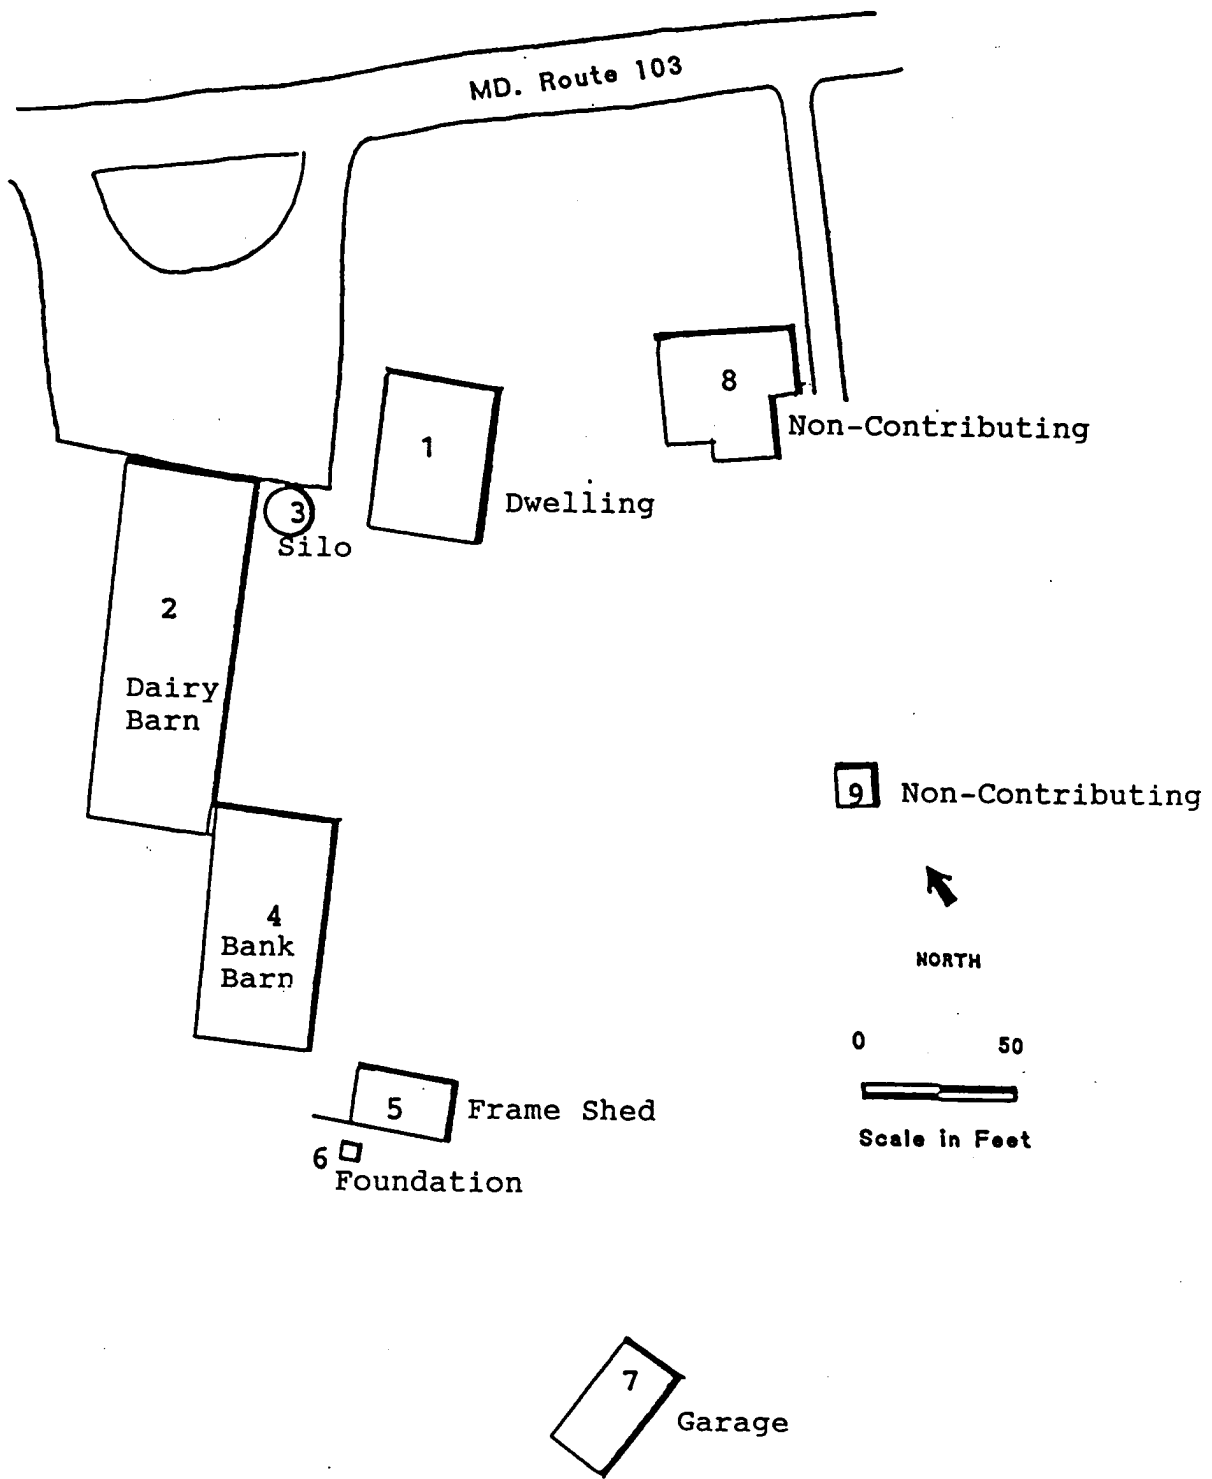 MD. Route 103
8
Non-Contributing
1
Dwelling
3
Silo
2
Dairy
Barn
9 Non-Contributing
4
Bank
Barn
NORTH
0 50
Scale in Feet
5 Frame Shed
6
Foundation
7
Garage